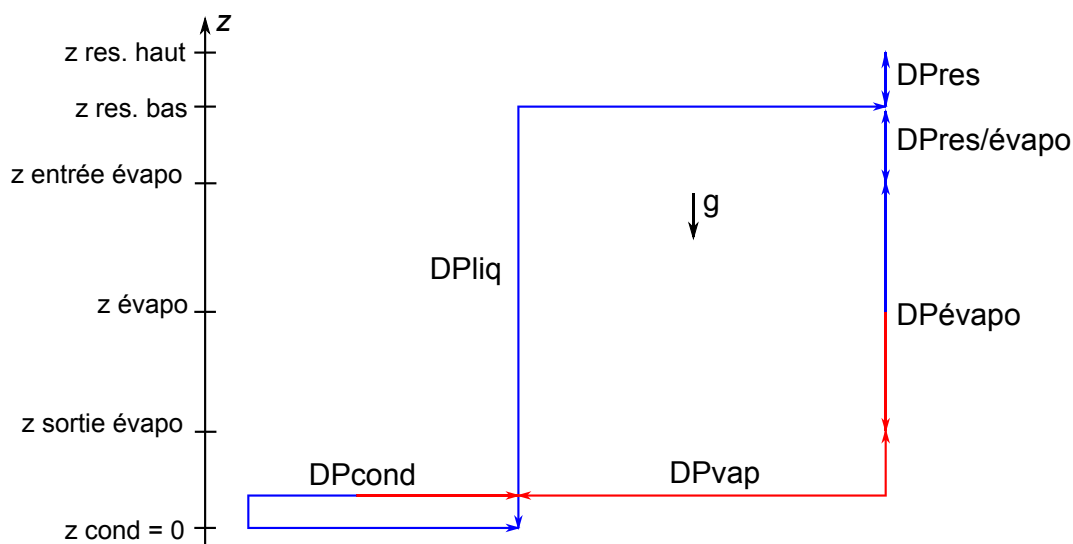 z
z res. haut
DPres
z res. bas
DPres/évapo
z entrée évapo
g
DPliq
z évapo
DPévapo
z sortie évapo
DPcond
DPvap
z cond = 0